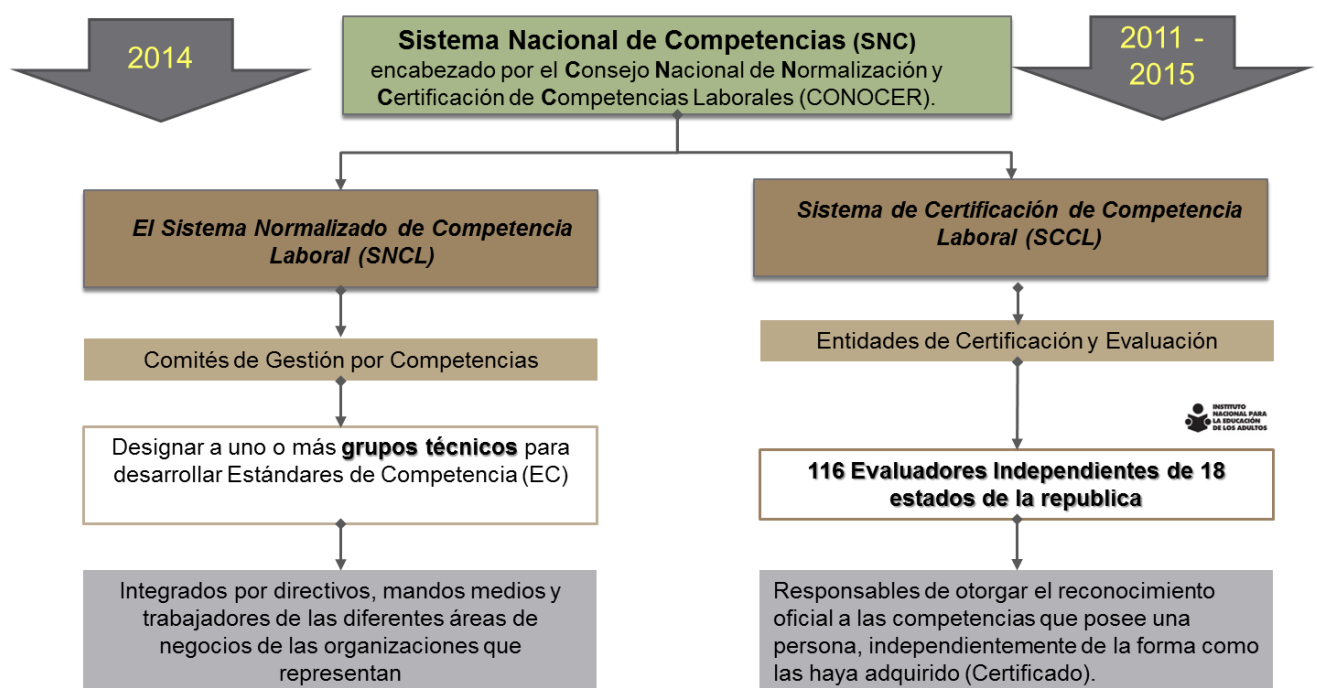 2014
Sistema Nacional de Competencias (SNC)
encabezado por el Consejo Nacional de Normalización y
Certificación de Competencias Laborales (CONOCER).
2011 -
2015
El Sistema Normalizado de Competencia
Laboral (SNCL)
Comités de Gestión por Competencias
Designar a uno o más grupos técnicos para
desarrollar Estándares de Competencia (EC)
Integrados por directivos, mandos medios y
trabajadores de las diferentes áreas de
negocios de las organizaciones que
representan
Sistema de Certificación de Competencia
Laboral (SCCL)
Entidades de Certificación y Evaluación
INSTITUTO
NACIONAL PARA
LA EDUCACIÓN
DE LOS ADULTOS
116 Evaluadores Independientes de 18
estados de la republica
Responsables de otorgar el reconocimiento
oficial a las competencias que posee una
persona, independientemente de la forma como
las haya adquirido (Certificado).